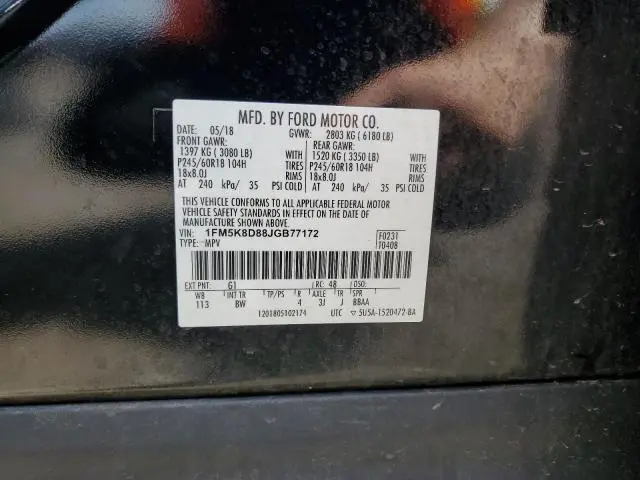 MFD. BY FORD MOTOR CO.
DATE: 05/18 GVWR: 2803 KG ( 6180 LB)
FRONT GAWR: REAR GAWR:
1397 KG ( 3080 LB) WITH 1520 KG ( 3350 LB) WITH
P245/60R18 104H TIRES P245/60R18 104H TIRES
18x8.0J RIMS 18x8.0J RIMS
AT 240 kPa/ 35 PSI COLD AT 240 kPa/ 35 PSI COLD
THIS VEHICLE CONFORMS TO ALL APPLICABLE FEDERAL MOTOR
VEHICLE SAFETY STANDARDS IN EFFECT ON THE DATE OF
MANUFACTURE SHOWN ABOVE.
VIN: 1FM5K8D88JGB77172 F0231
TYPE: MPV T0408
EXT PNT: G1 RC: 48 DSO:
WB INT TR TP/PS R AXLE TR SPR
113 BW 4 3J J BBAA
1201805102174 UTC ▽ 5U5A-1520472-BA